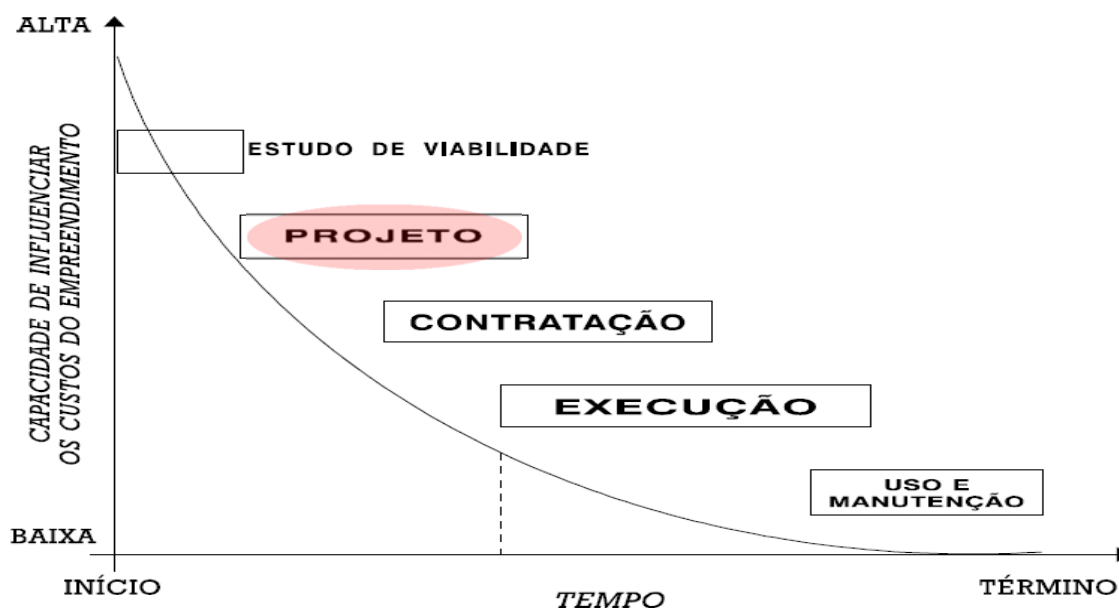 ALTA
CAPACIDADE DE INFLUENCIAR
OS CUSTOS DO EMPREENDIMENTO
ESTUDO DE VIABILIDADE
PROJETO
CONTRATAÇÃO
EXECUÇÃO
USO E
MANUTENÇÃO
BAIXA
INÍCIO
TEMPO
TÉRMINO